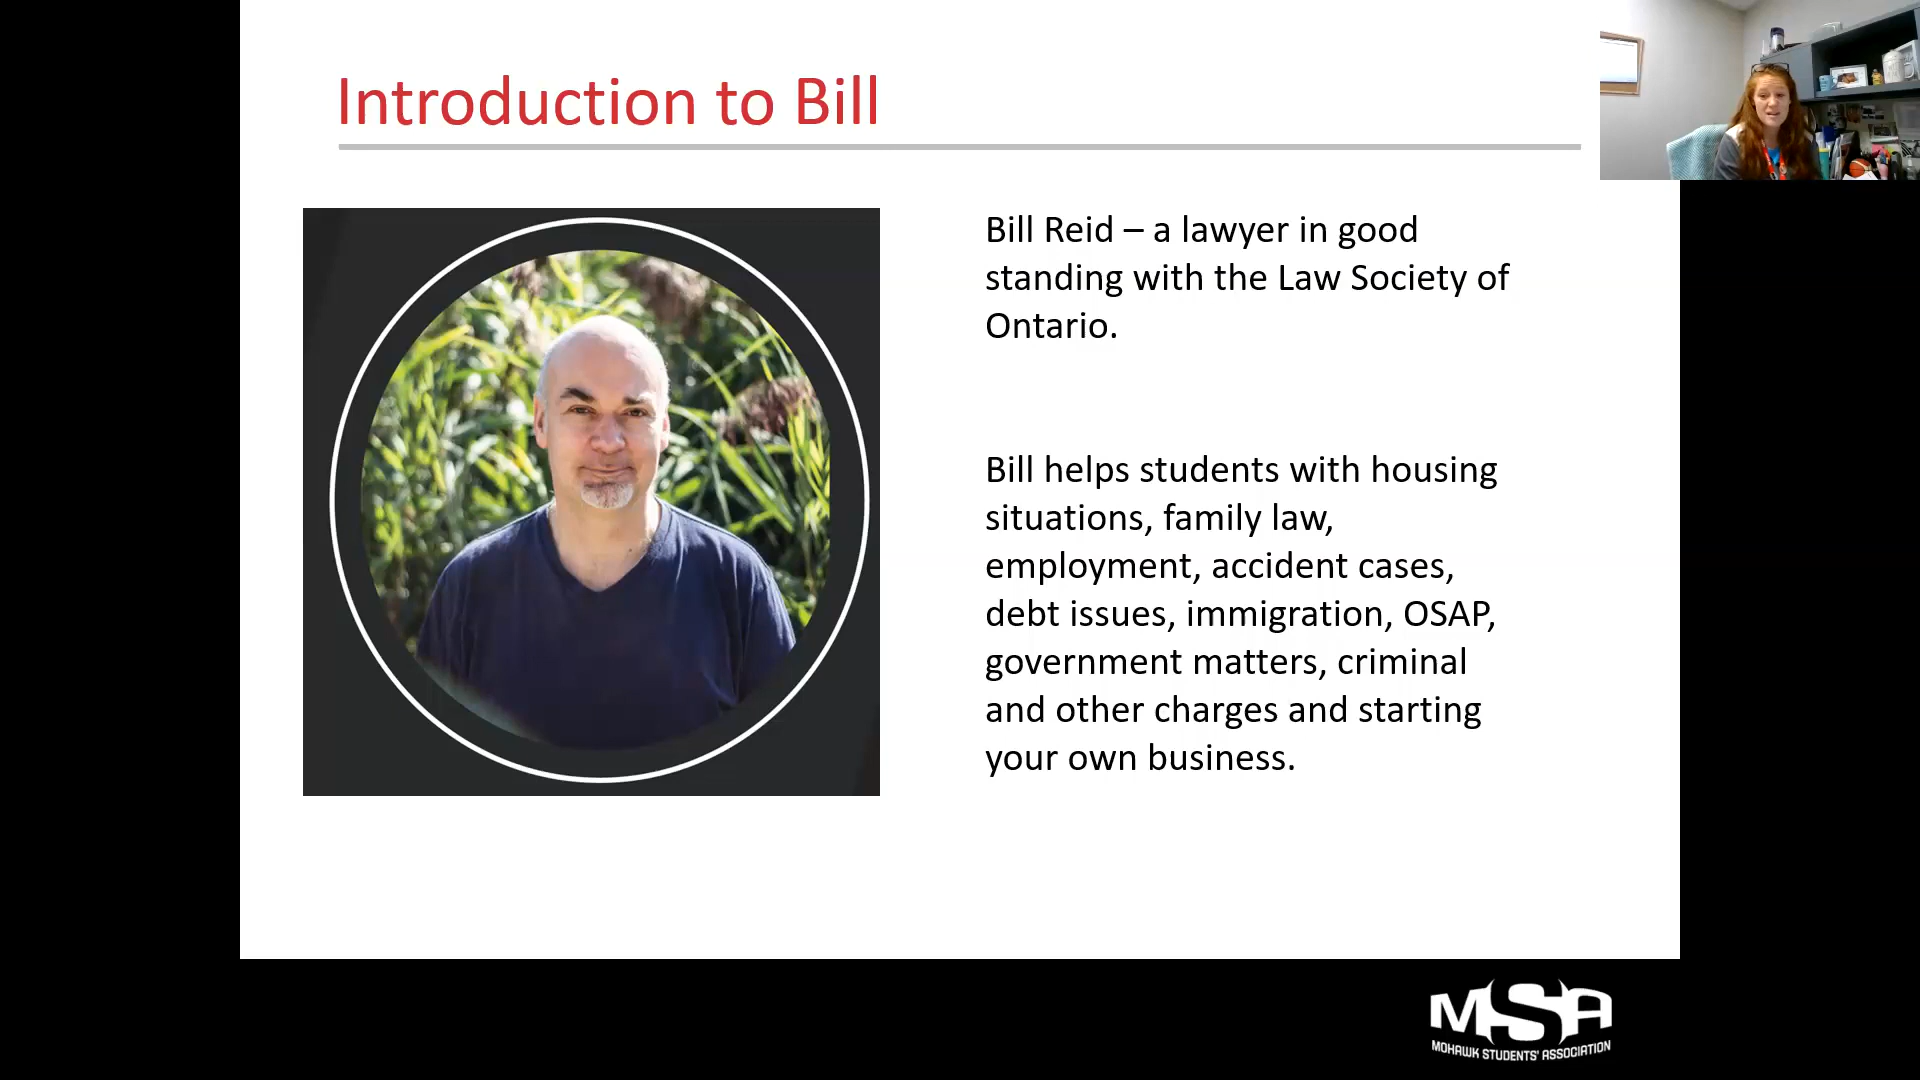 Introduction to Bill
Bill Reid – a lawyer in good
standing with the Law Society of
Ontario.
Bill helps students with housing
situations, family law,
employment, accident cases,
debt issues, immigration, OSAP,
government matters, criminal
and other charges and starting
your own business.
MSA
MOHAWK STUDENTS' ASSOCIATION